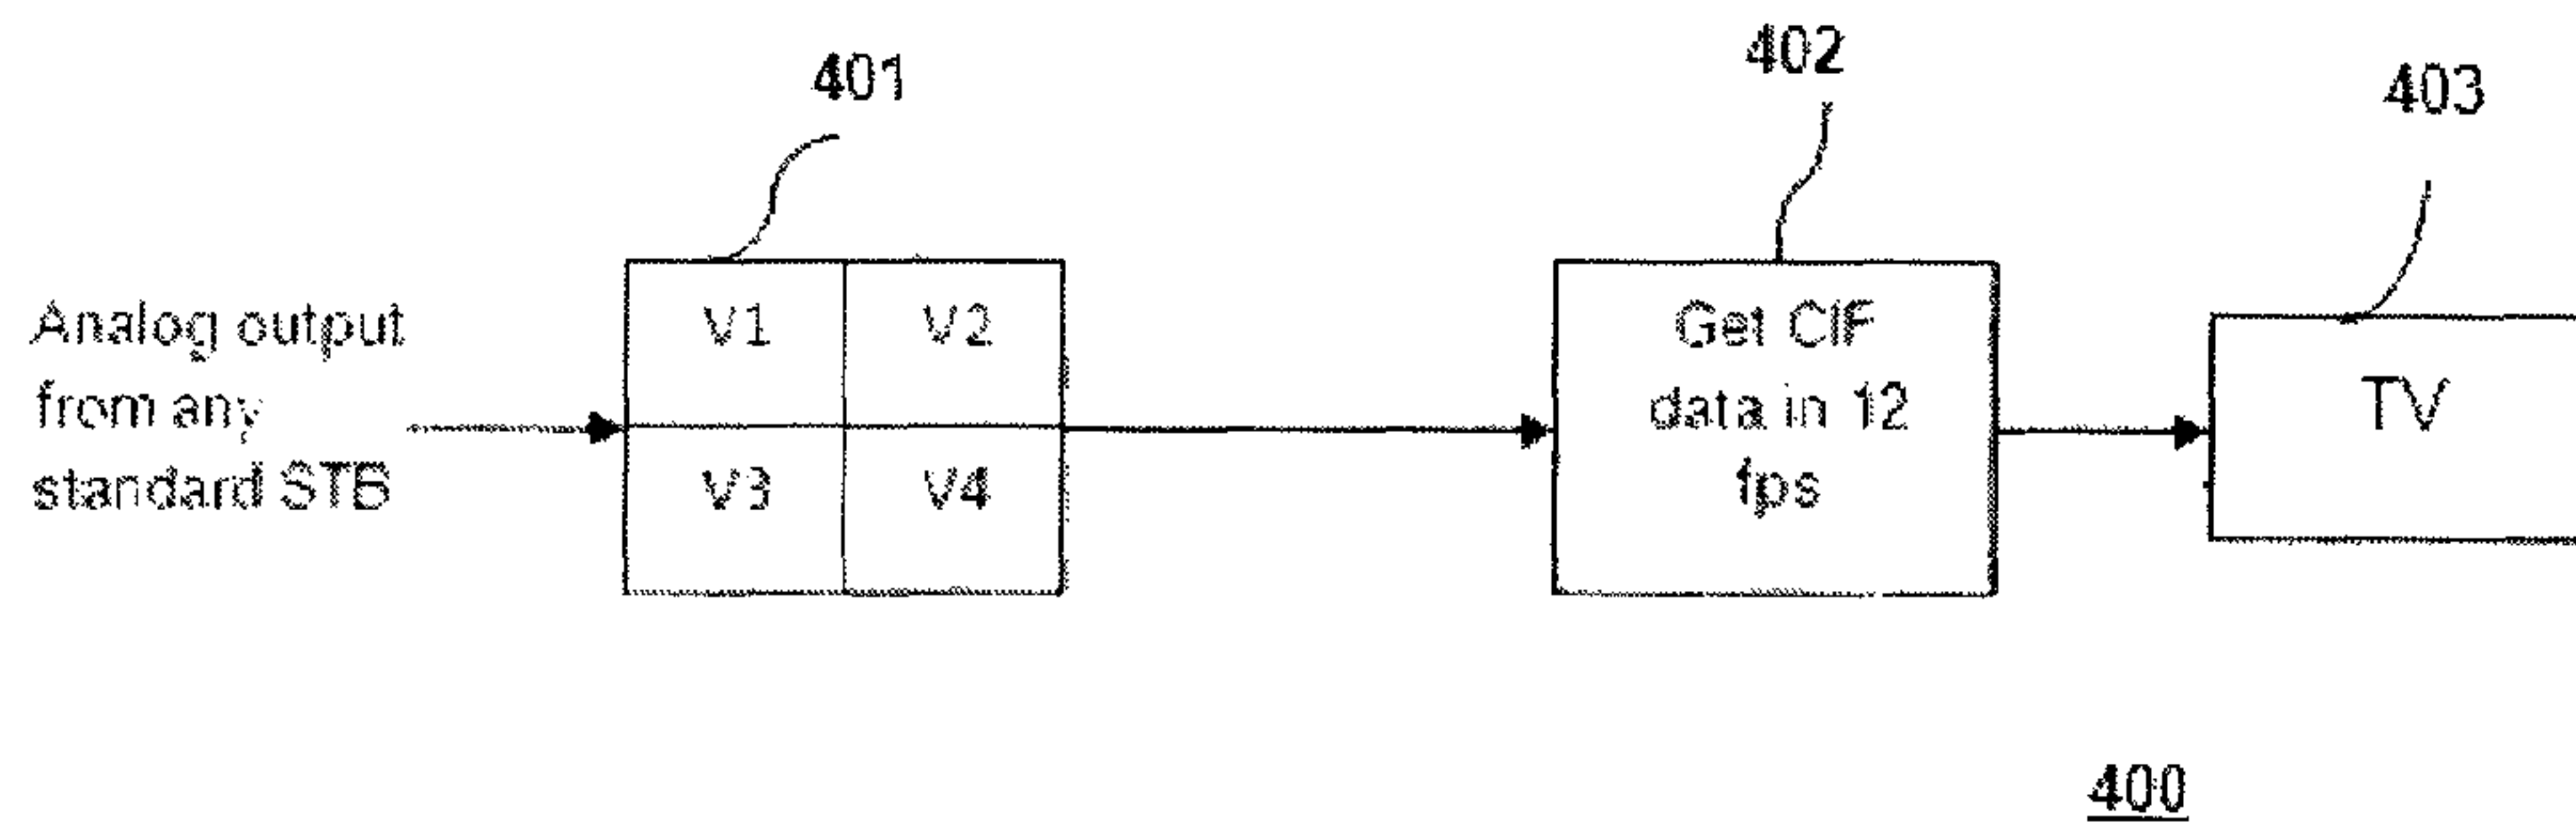 401
402
403
Analog output
from any
standard STB
V1
V2
V3
V4
Get CIF
data in 12
fps
TV
400